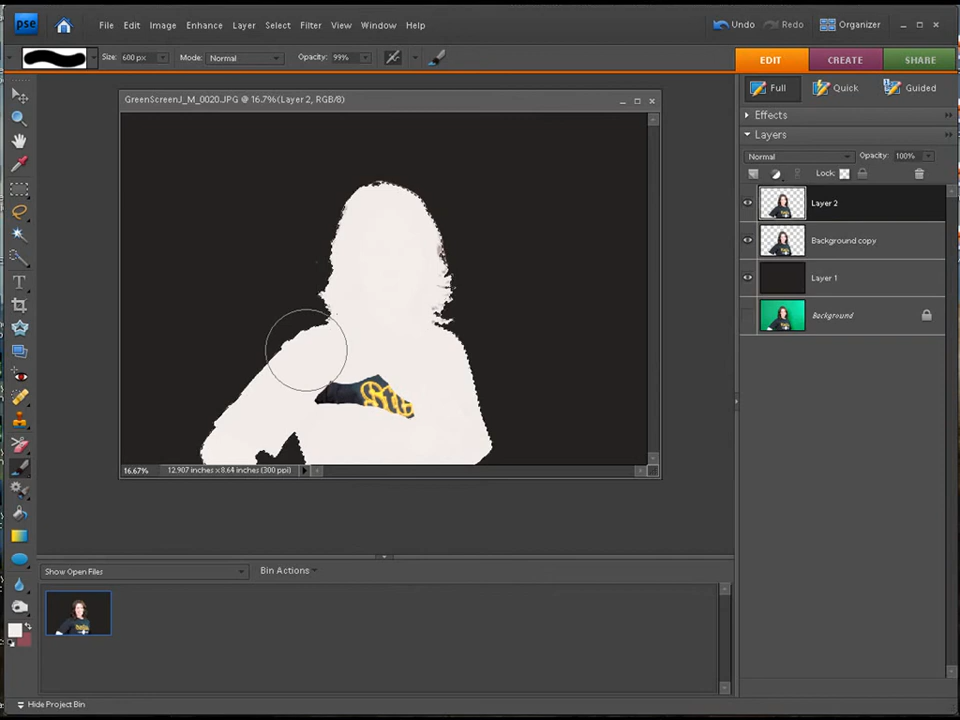 pse File Edit Image Enhance Layer Select Filter View Window Help Undo Redo Organizer
Size: 600 px Mode: Normal Opacity: 99% EDIT CREATE SHARE
Full Quick Guided
GreenScreenJ_M_0020.JPG @ 16.7%(Layer 2, RGB/8)
Effects
Layers
Normal Opacity: 100%
Lock:
Layer 2
Background copy
Layer 1
Background
16.67% 12.907 inches x 8.64 inches (300 ppi)
Show Open Files Bin Actions
Hide Project Bin